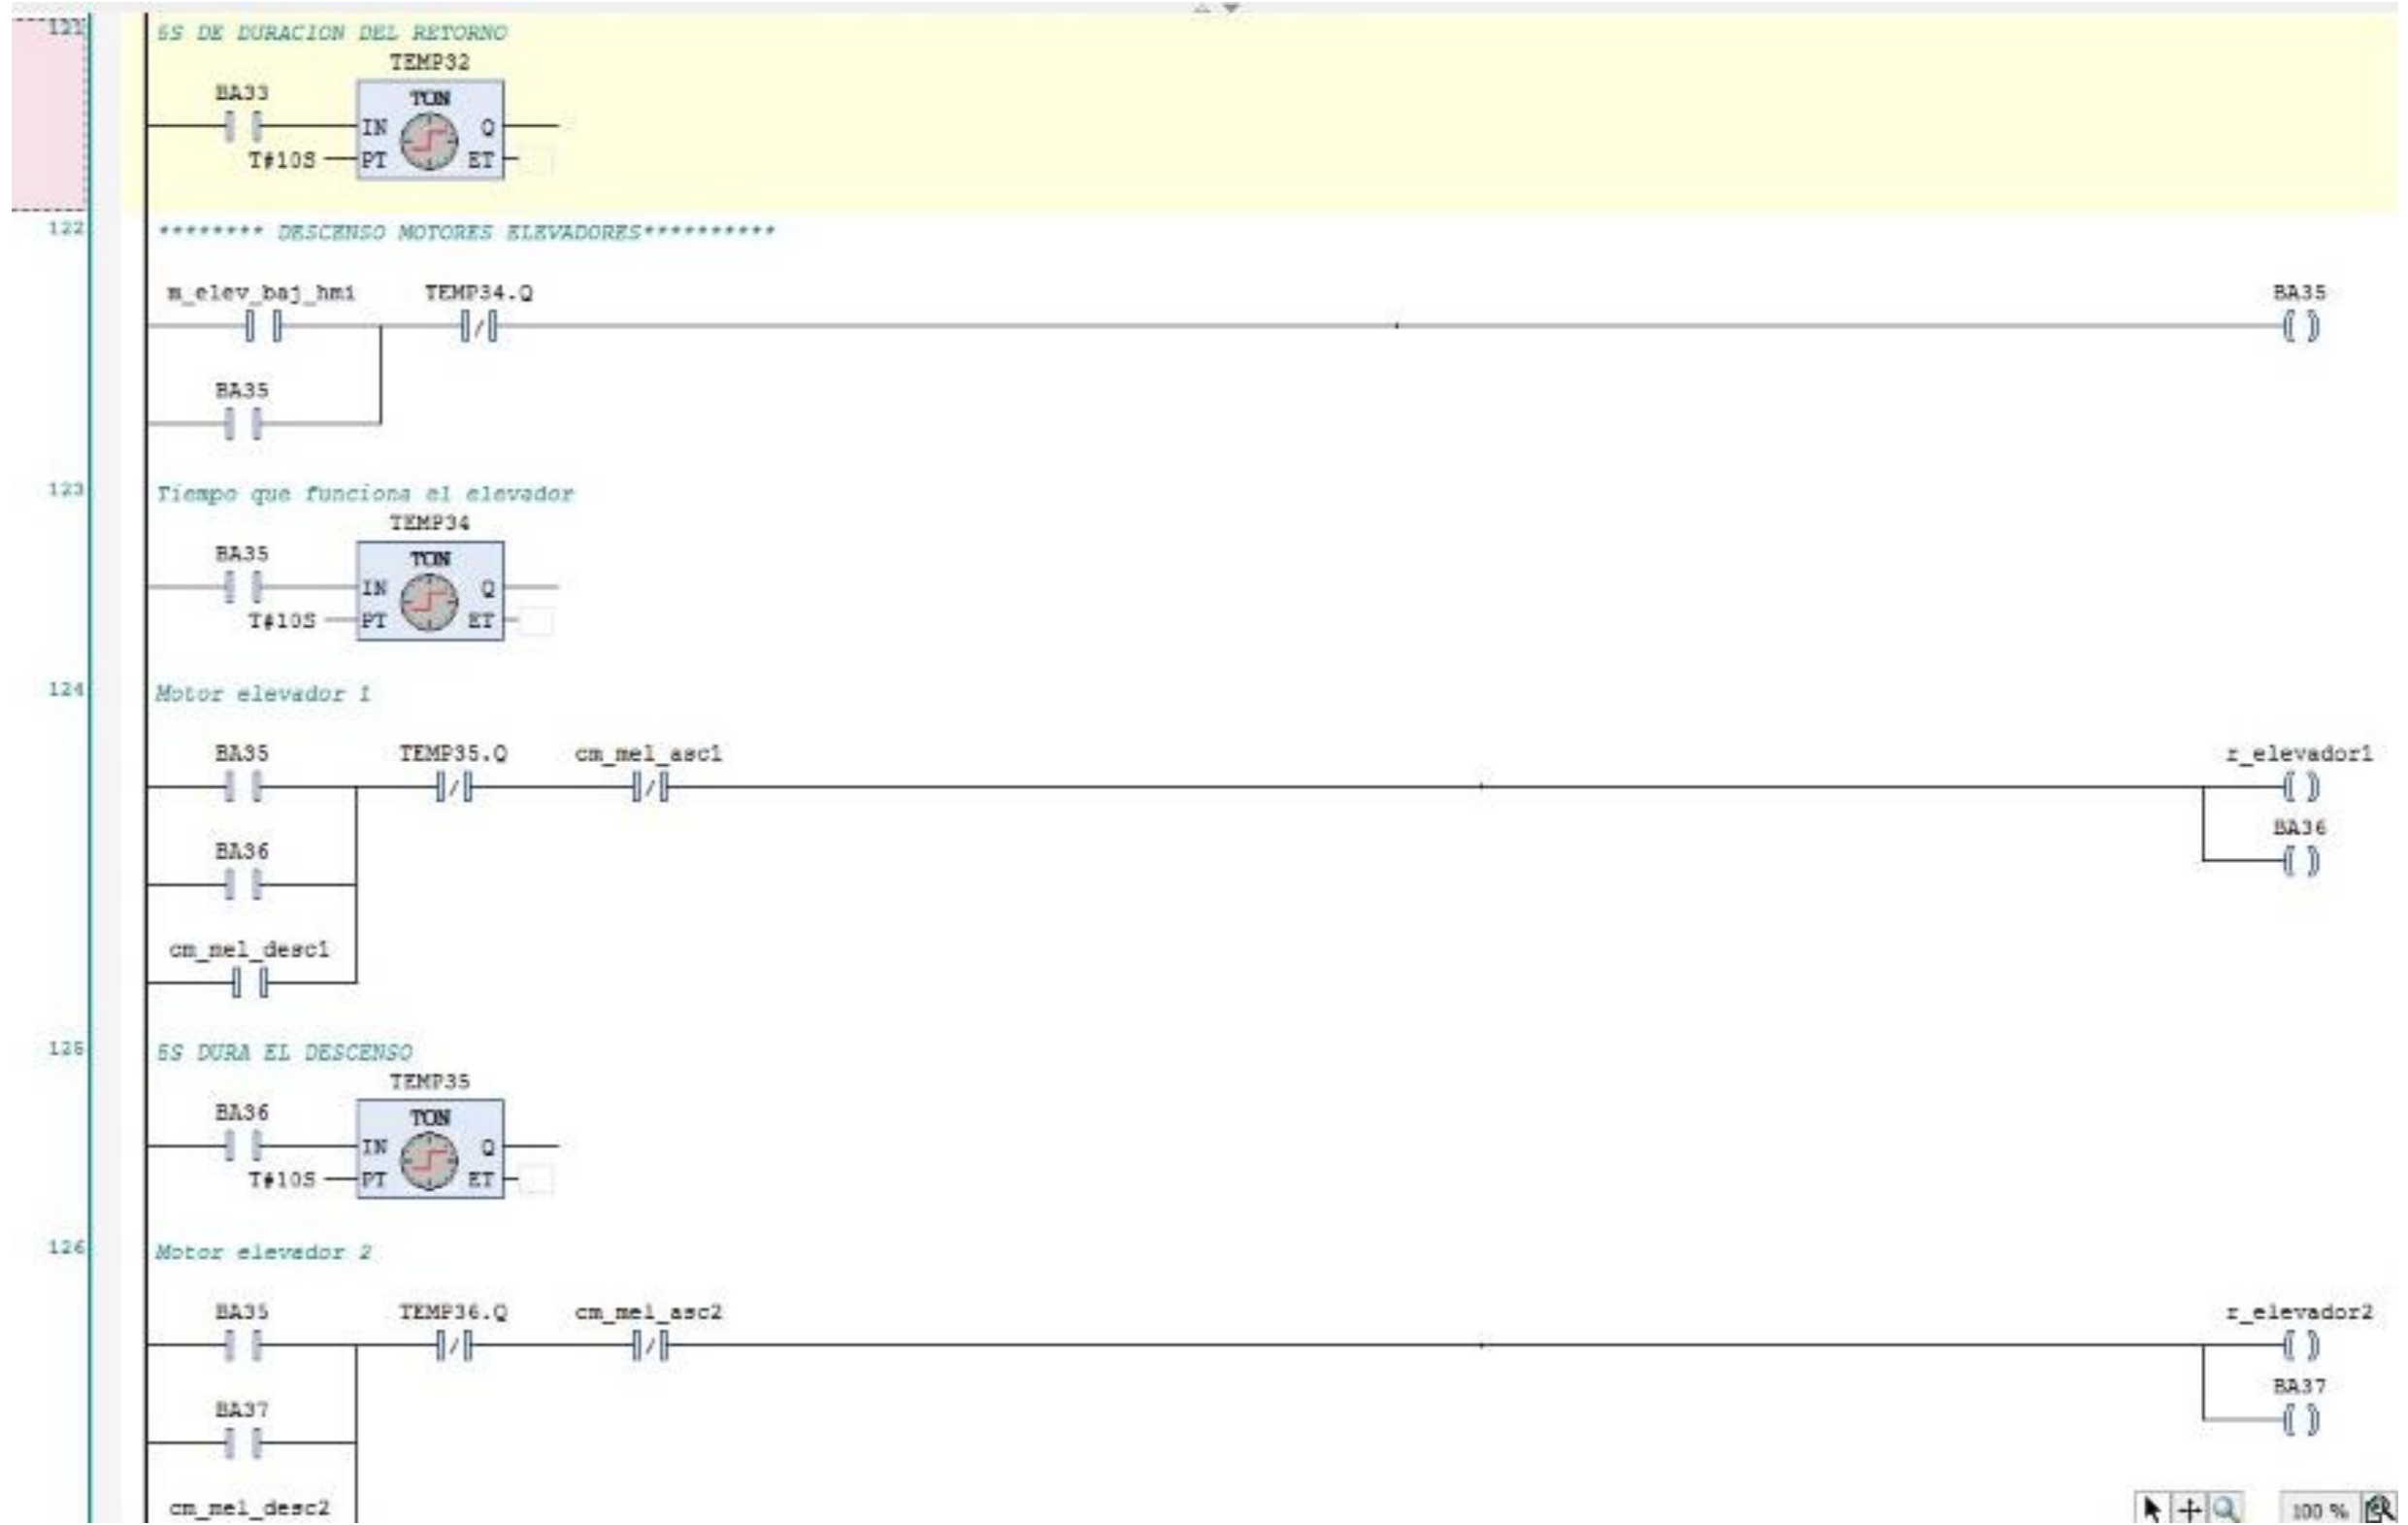 121
5S DE DURACION DEL RETORNO
TEMP32
BA33
TON
IN Q
T#10S PT ET
122
******** DESCENSO MOTORES ELEVADORES**********
m_elev_baj_hmi TEMP34.Q BA35
BA35
123
Tiempo que funciona el elevador
TEMP34
BA35
TON
IN Q
T#10S PT ET
124
Motor elevador 1
BA35 TEMP35.Q cm_mel_asc1 r_elevador1
BA36
BA36
cm_mel_desc1
125
5S DURA EL DESCENSO
TEMP35
BA36
TON
IN Q
T#10S PT ET
126
Motor elevador 2
BA35 TEMP36.Q cm_mel_asc2 r_elevador2
BA37
BA37
cm_mel_desc2
100 %